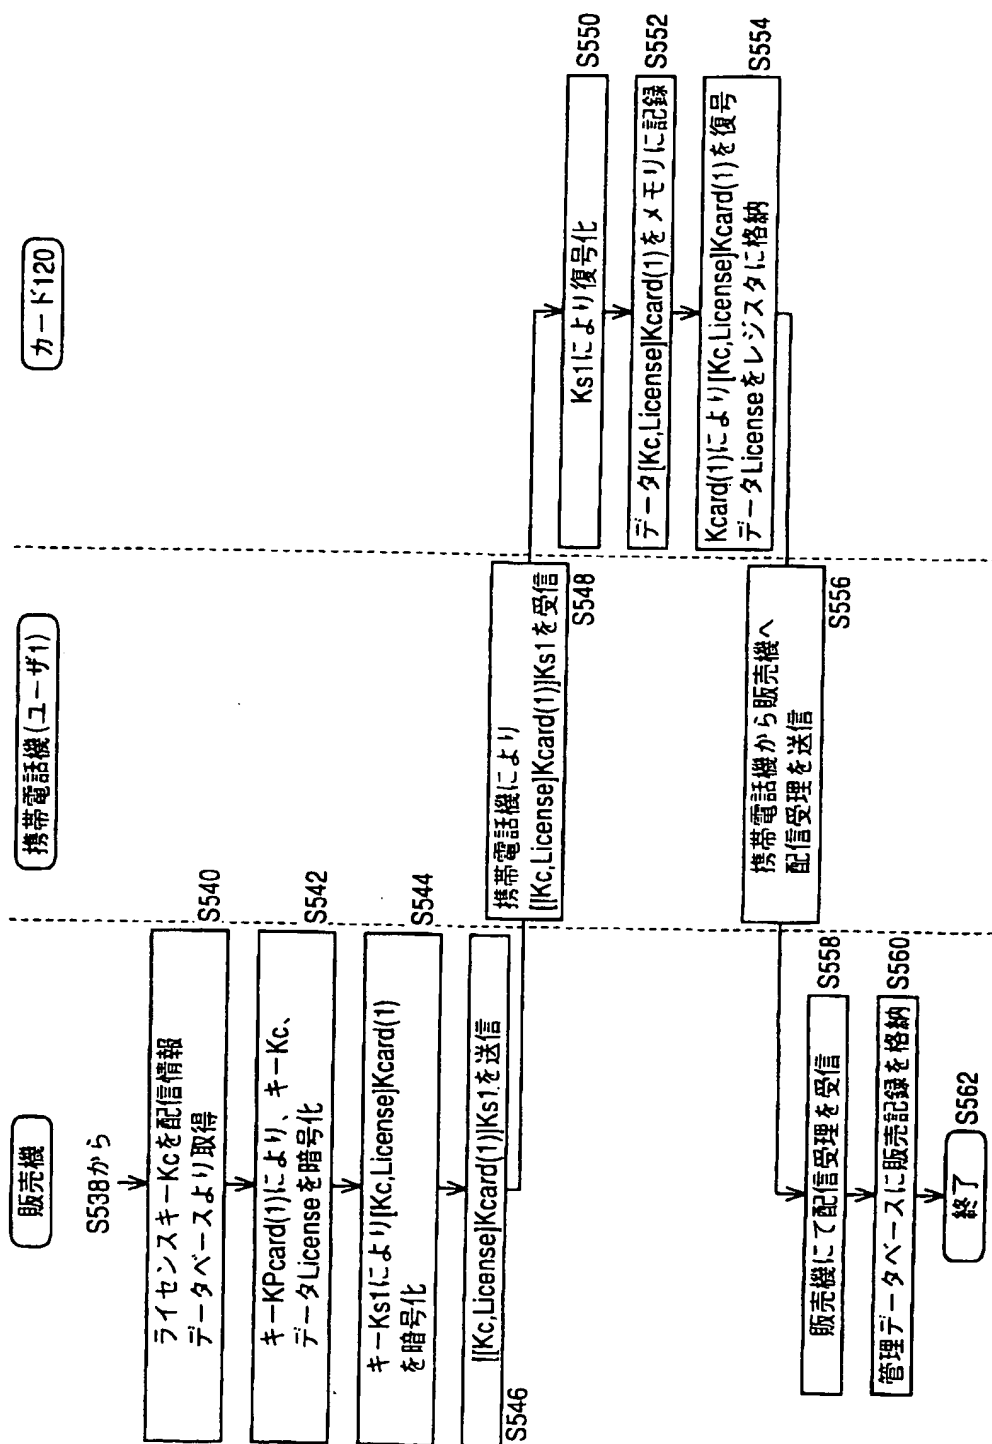 販売機
携帯電話機(ユーザ1)
カード120
S538から
ライセンスキーKcを配信情報
データベースより取得
S540
キーKPcard(1)により、キーKc、
データLicenseを暗号化
S542
キーKs1により[Kc,License]Kcard(1)
を暗号化
S544
[[Kc,License]Kcard(1)]Ks1を送信
S546
携帯電話機により
[[Kc,License]Kcard(1)]Ks1を受信
S548
Ks1により復号化
S550
データ[Kc,License]Kcard(1)をメモリに記録
S552
Kcard(1)により[Kc,License]Kcard(1)を復号
データLicenseをレジスタに格納
S554
携帯電話機から販売機へ
配信受理を送信
S556
販売機にて配信受理を受信
S558
管理データベースに販売記録を格納
S560
終了
S562